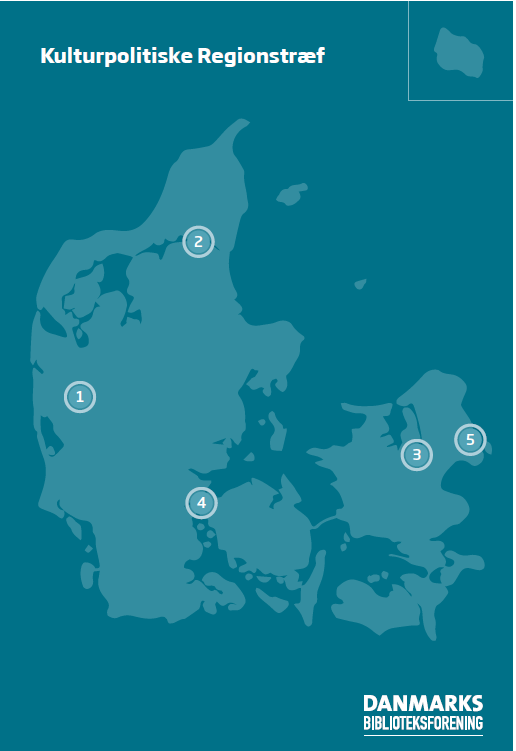 Kulturpolitiske Regionstræf
2
1
5
3
4
DANMARKS
BIBLIOTEKSFORENING